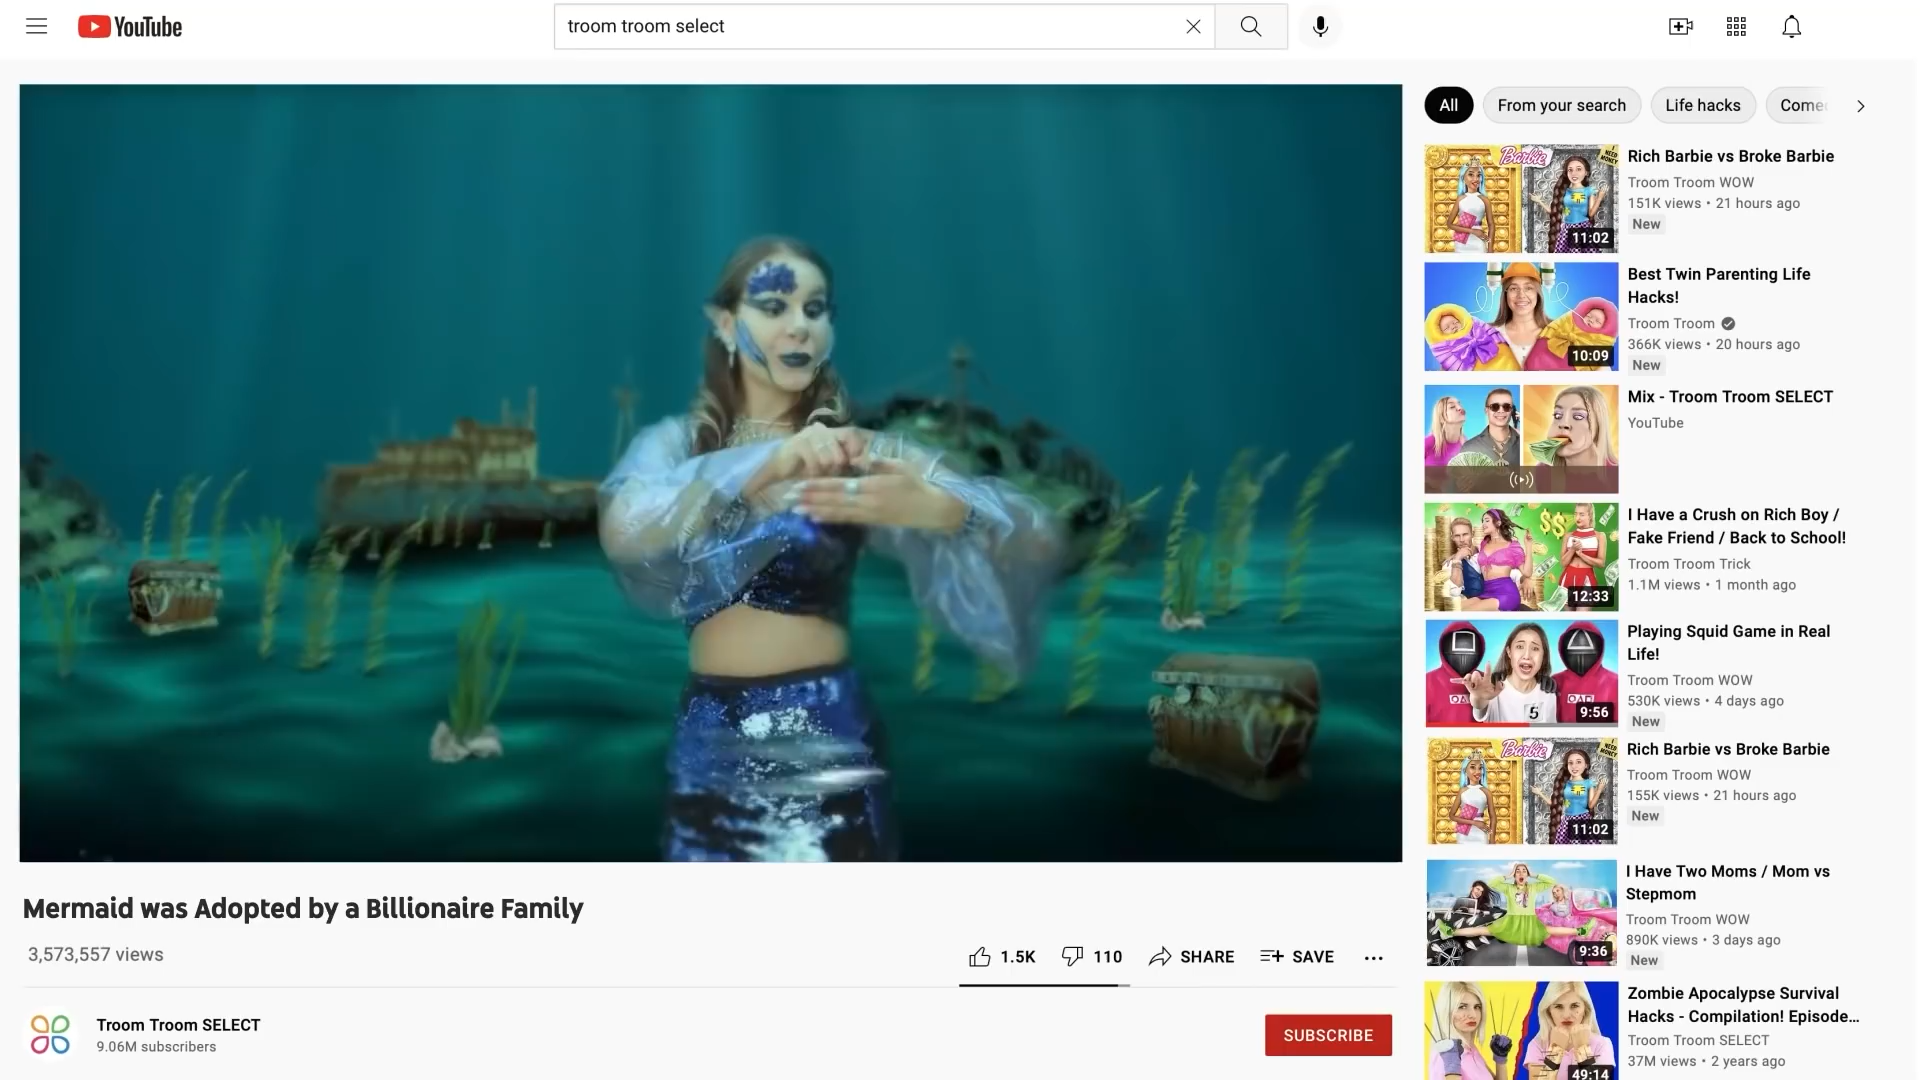 YouTube
troom troom select
All
From your search
Life hacks
Come
Barbie
I NEED MONEY
11:02
Rich Barbie vs Broke Barbie
Troom Troom WOW
151K views • 21 hours ago
New
10:09
Best Twin Parenting Life
Hacks!
Troom Troom
366K views • 20 hours ago
New
Mix - Troom Troom SELECT
YouTube
$$
12:33
I Have a Crush on Rich Boy /
Fake Friend / Back to School!
Troom Troom Trick
1.1M views • 1 month ago
5
9:56
Playing Squid Game in Real
Life!
Troom Troom WOW
530K views • 4 days ago
New
Barbie
I NEED MONEY
11:02
Rich Barbie vs Broke Barbie
Troom Troom WOW
155K views • 21 hours ago
New
9:36
I Have Two Moms / Mom vs
Stepmom
Troom Troom WOW
890K views • 3 days ago
New
49:14
Zombie Apocalypse Survival
Hacks - Compilation! Episode...
Troom Troom SELECT
37M views • 2 years ago
Mermaid was Adopted by a Billionaire Family
3,573,557 views
1.5K
110
SHARE
SAVE
Troom Troom SELECT
9.06M subscribers
SUBSCRIBE